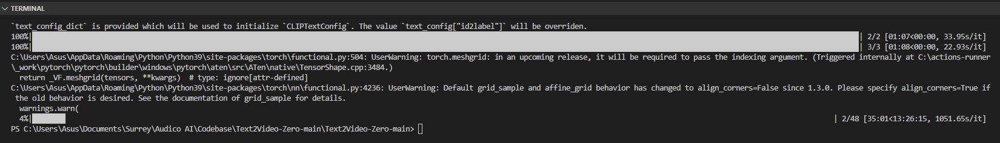 TERMINAL
`text_config_dict` is provided which will be used to initialize `CLIPTextConfig`. The value `text_config["id2label"]` will be overriden.
100%| | 2/2 [01:07<00:00, 33.95s/it]
100%| | 3/3 [01:08<00:00, 22.93s/it]
C:\Users\Asus\AppData\Roaming\Python\Python39\site-packages\torch\functional.py:504: UserWarning: torch.meshgrid: in an upcoming release, it will be required to pass the indexing argument. (Triggered internally at C:\actions-runner
\_work\pytorch\pytorch\builder\windows\pytorch\aten\src\ATen\native\TensorShape.cpp:3484.)
return _VF.meshgrid(tensors, **kwargs)  # type: ignore[attr-defined]
C:\Users\Asus\AppData\Roaming\Python\Python39\site-packages\torch\nn\functional.py:4236: UserWarning: Default grid_sample and affine_grid behavior has changed to align_corners=False since 1.3.0. Please specify align_corners=True if
the old behavior is desired. See the documentation of grid_sample for details.
warnings.warn(
4%| | 2/48 [35:01<13:26:15, 1051.65s/it]
PS C:\Users\Asus\Documents\Surrey\Audico AI\Codebase\Text2Video-Zero-main\Text2Video-Zero-main>